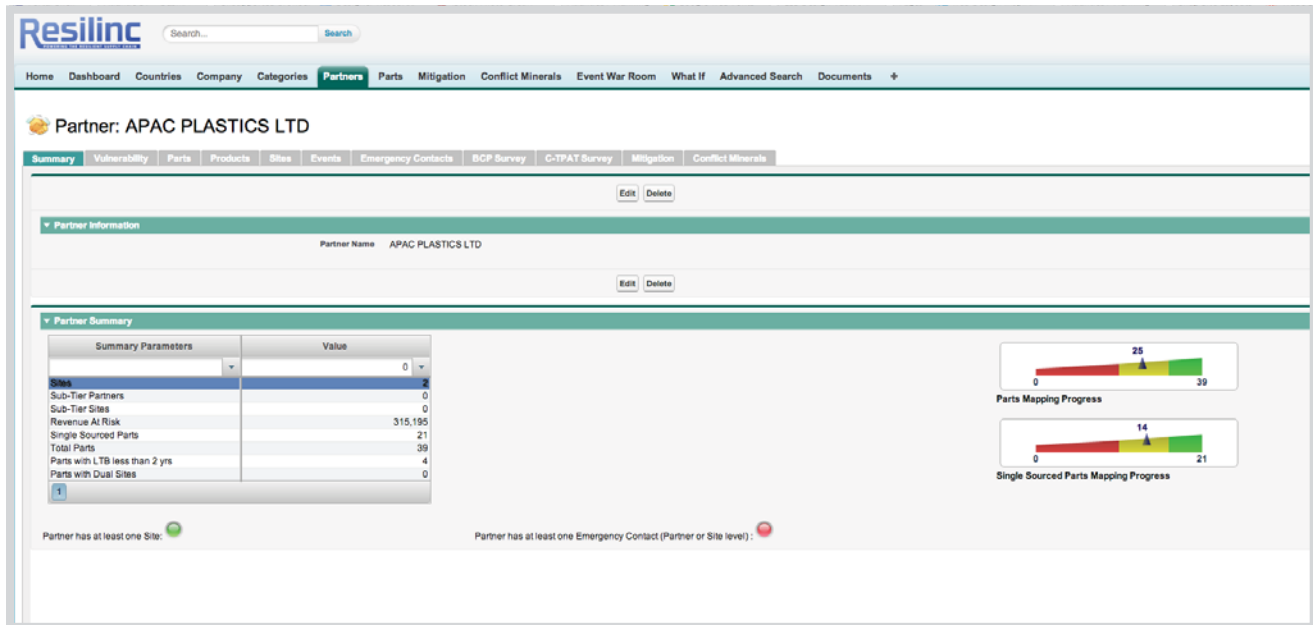 Resilinc
POWERING THE RESILIENT SUPPLY CHAIN
Search...
Search
Home Dashboard Countries Company Categories Partners Parts Mitigation Conflict Minerals Event War Room What If Advanced Search Documents +
Partner: APAC PLASTICS LTD
Summary Vulnerability Parts Products Sites Events Emergency Contacts BCP Survey C-TPAT Survey Mitigation Conflict Minerals
Edit Delete
Partner Information
Partner Name APAC PLASTICS LTD
Edit Delete
Partner Summary
Summary Parameters Value
0
Sites 2
Sub-Tier Partners 0
Sub-Tier Sites 0
Revenue At Risk 315,195
Single Sourced Parts 21
Total Parts 39
Parts with LTB less than 2 yrs 4
Parts with Dual Sites 0
1
25
0 39
Parts Mapping Progress
14
0 21
Single Sourced Parts Mapping Progress
Partner has at least one Site:
Partner has at least one Emergency Contact (Partner or Site level) :